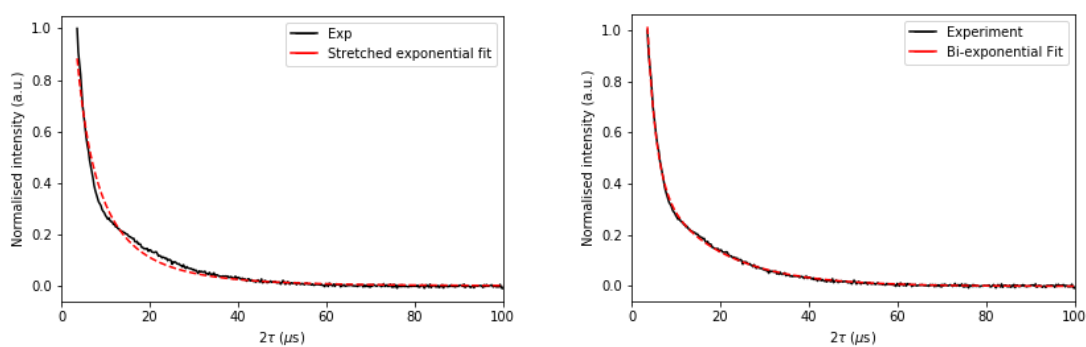 1.0
0.8
0.6
0.4
0.2
0.0
Normalised intensity (a.u.)
Exp
Stretched exponential fit
0 20 40 60 80 100
2τ (μs)
1.0
0.8
0.6
0.4
0.2
0.0
Normalised intensity (a.u.)
Experiment
Bi-exponential Fit
0 20 40 60 80 100
2τ (μs)